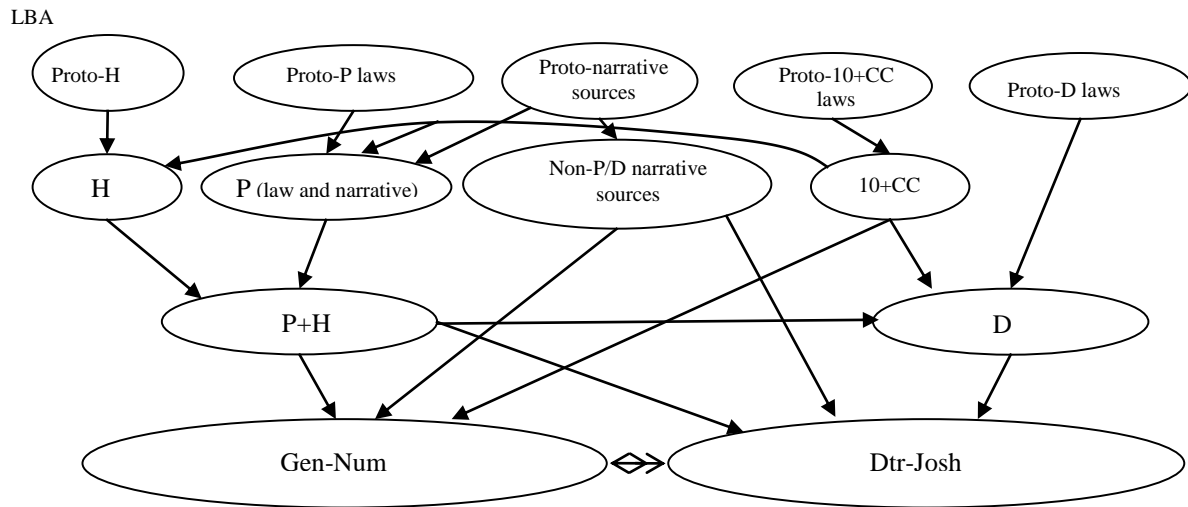 LBA
Proto-H
Proto-P laws
Proto-narrative
sources
Proto-10+CC
laws
Proto-D laws
H
P (law and narrative)
Non-P/D narrative
sources
10+CC
P+H
D
Gen-Num
Dtr-Josh